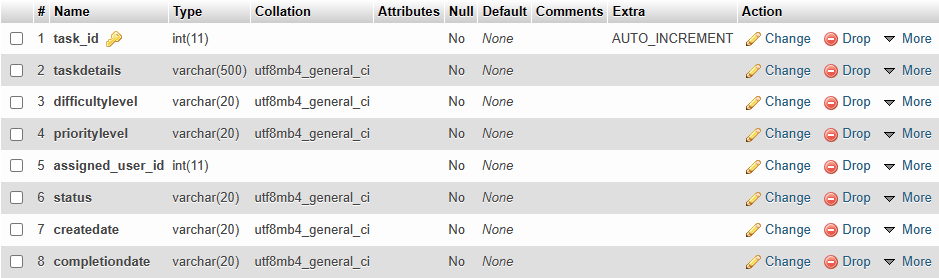 # Name Type Collation Attributes Null Default Comments Extra Action
1 task_id int(11) No None AUTO_INCREMENT Change Drop More
2 taskdetails varchar(500) utf8mb4_general_ci No None Change Drop More
3 difficultylevel varchar(20) utf8mb4_general_ci No None Change Drop More
4 prioritylevel varchar(20) utf8mb4_general_ci No None Change Drop More
5 assigned_user_id int(11) No None Change Drop More
6 status varchar(20) utf8mb4_general_ci No None Change Drop More
7 createdate varchar(20) utf8mb4_general_ci No None Change Drop More
8 completiondate varchar(20) utf8mb4_general_ci No None Change Drop More